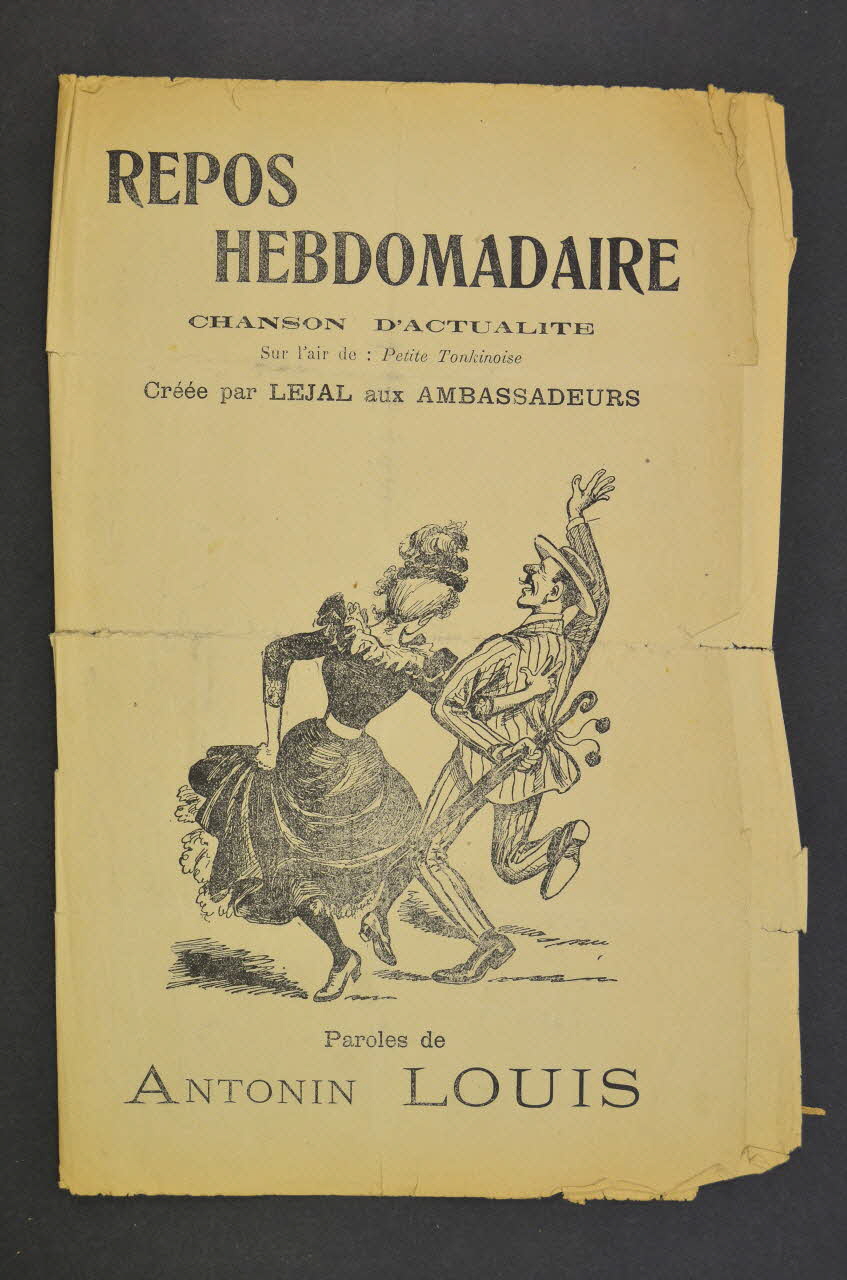 REPOS
HEBDOMADAIRE
CHANSON D'ACTUALITE
Sur l'air de : Petite Tonkinoise
Créée par LEJAL aux AMBASSADEURS
Paroles de
ANTONIN LOUIS